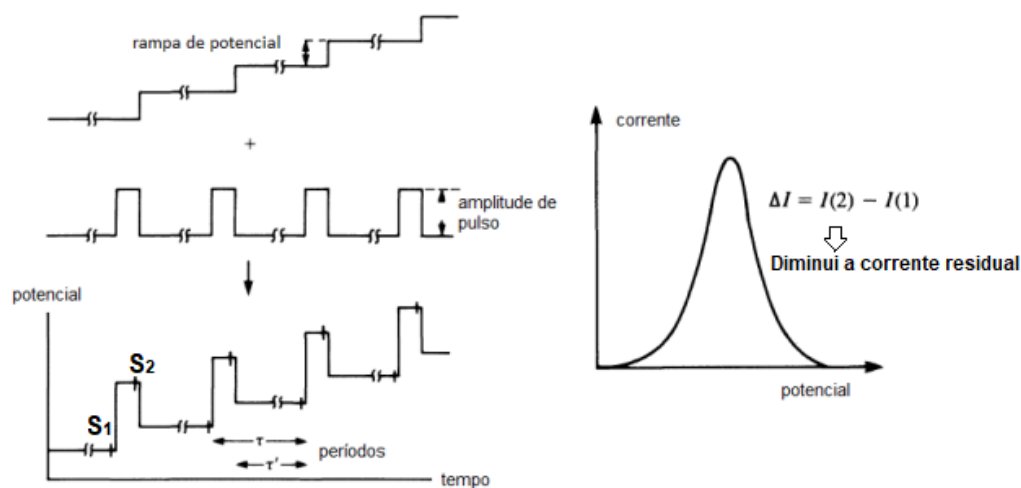 rampa de potencial
+
amplitude de
pulso
potencial
S₁
S₂
τ
τ'
períodos
tempo
corrente
ΔI = I(2) − I(1)
Diminui a corrente residual
potencial